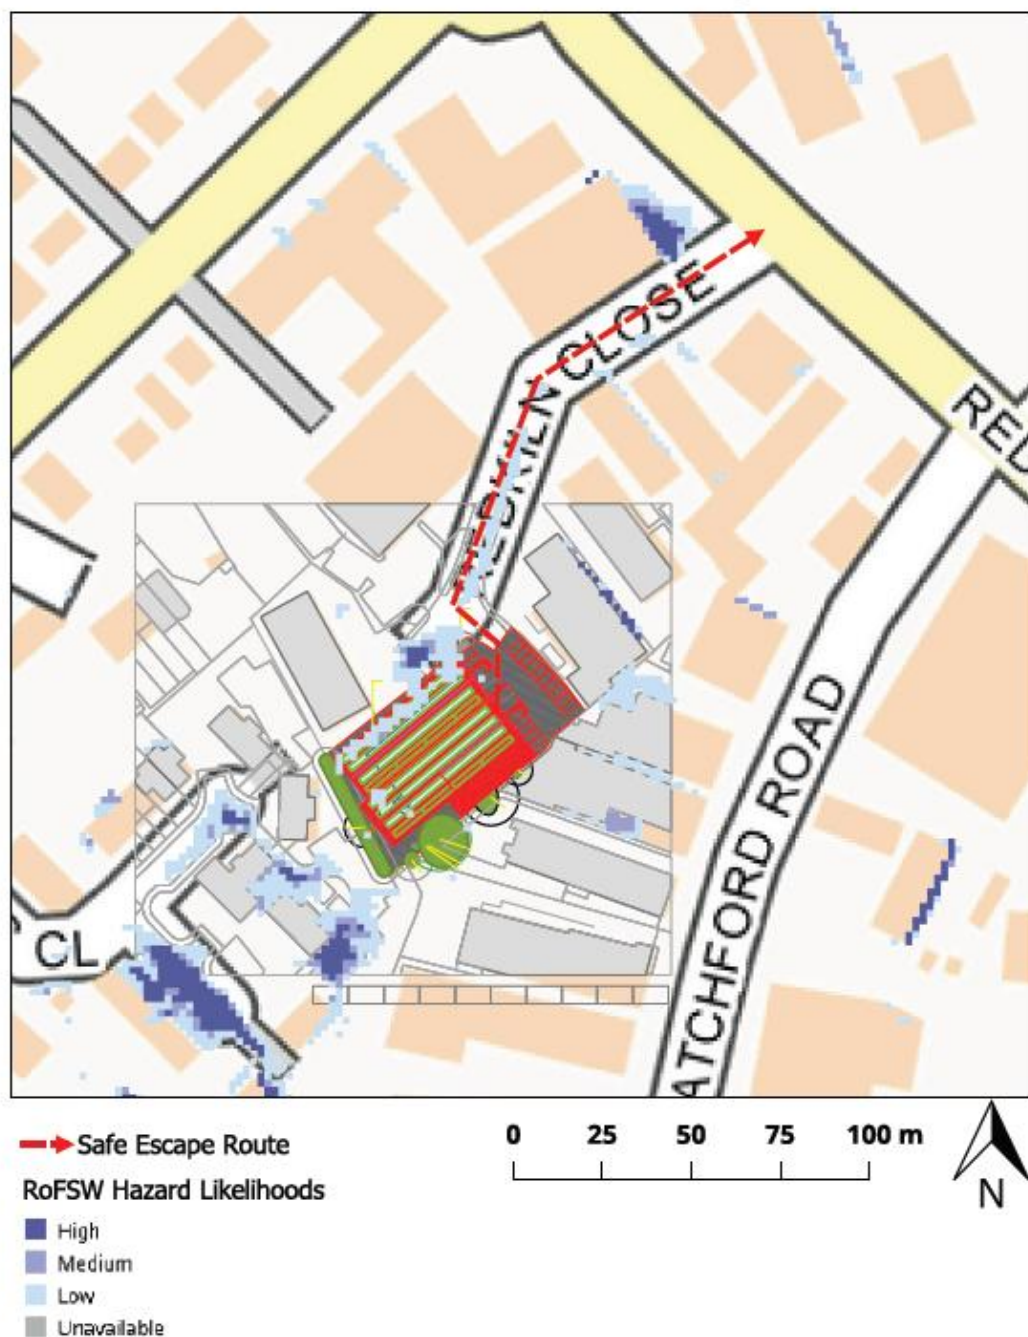 CLOSE
RED
ATCHFORD ROAD
CL
Safe Escape Route
RoFSW Hazard Likelihoods
High
Medium
Low
Unavailable
0 25 50 75 100 m
N